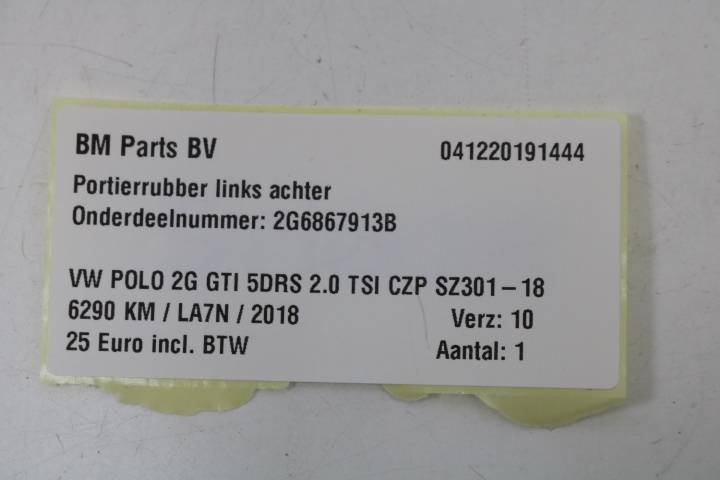 BM Parts BV 041220191444
Portierrubber links achter
Onderdeelnummer: 2G6867913B
VW POLO 2G GTI 5DRS 2.0 TSI CZP SZ301-18
6290 KM / LA7N / 2018 Verz: 10
25 Euro incl. BTW Aantal: 1